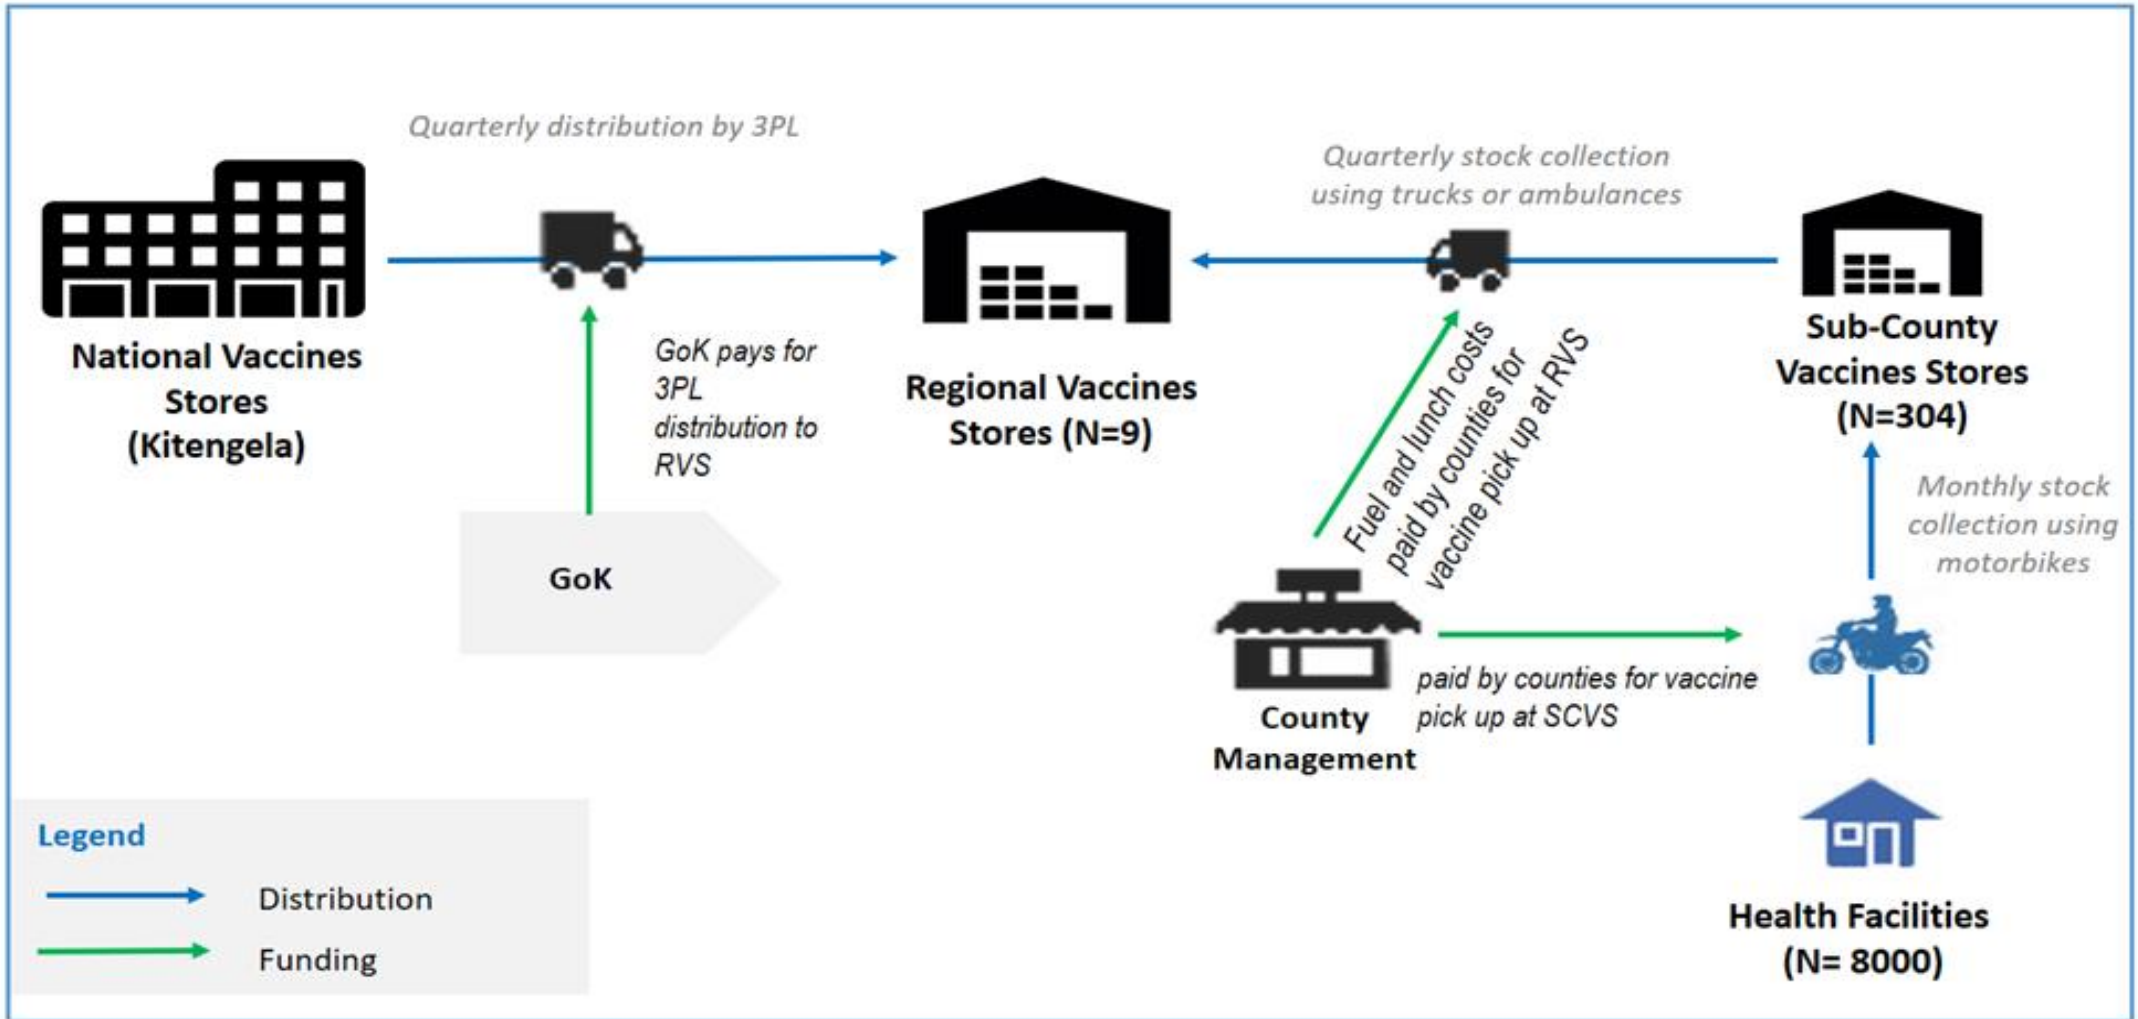 Quarterly distribution by 3PL
National Vaccines
Stores
(Kitengela)
GoK pays for
3PL
distribution to
RVS
GoK
Regional Vaccines
Stores (N=9)
Quarterly stock collection
using trucks or ambulances
Fuel and lunch costs
paid by counties for
vaccine pick up at RVS
Sub-County
Vaccines Stores
(N=304)
Monthly stock
collection using
motorbikes
County
Management
paid by counties for vaccine
pick up at SCVS
Health Facilities
(N= 8000)
Legend
Distribution
Funding